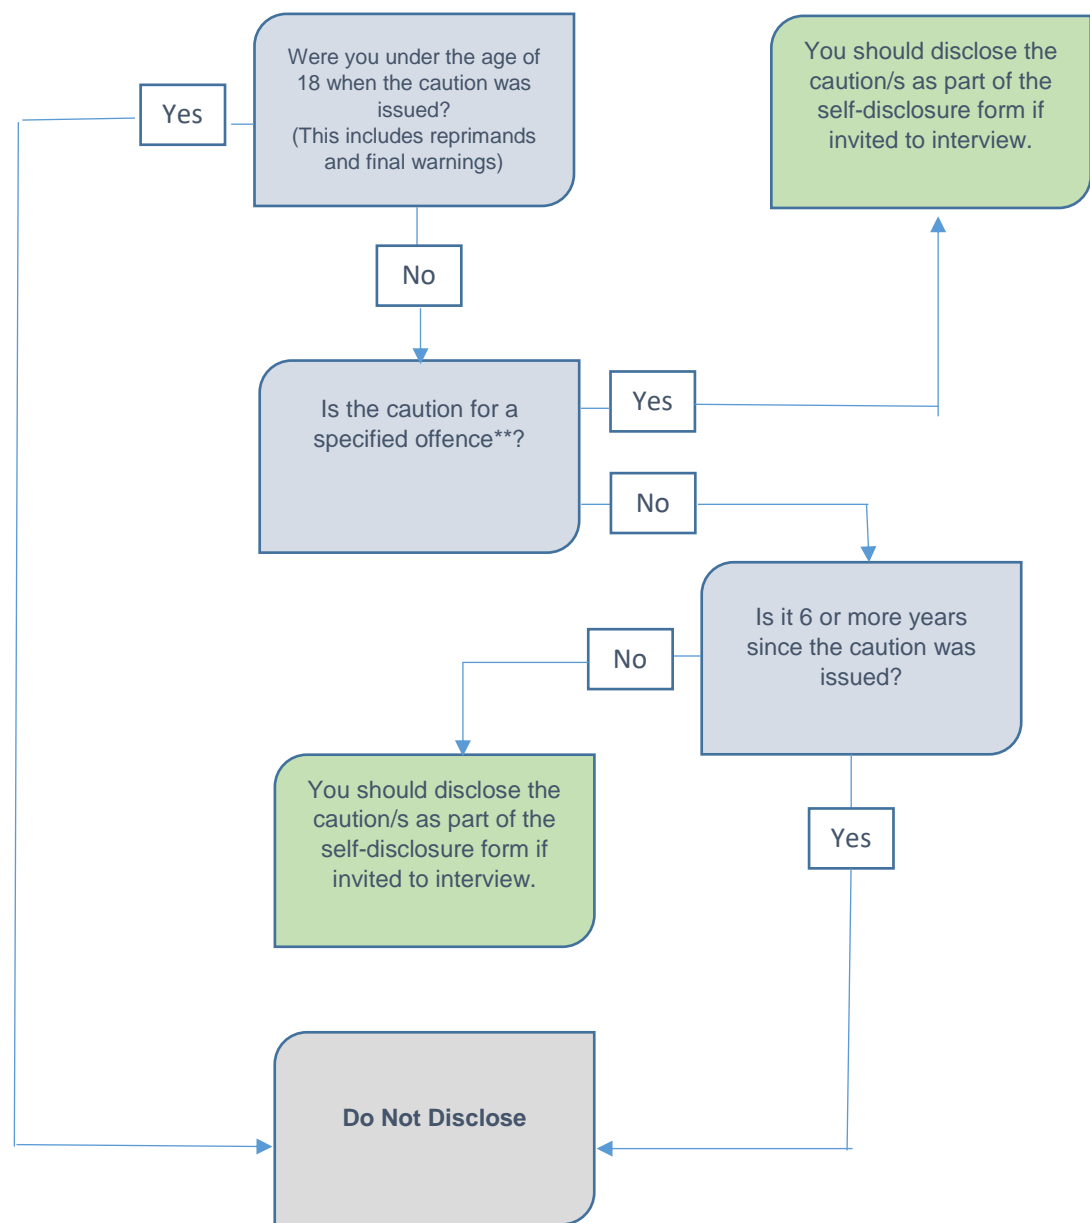 Were you under the age of
18 when the caution was
issued?
(This includes reprimands
and final warnings)
You should disclose the
caution/s as part of the
self-disclosure form if
invited to interview.
Yes
No
Is the caution for a
specified offence**?
Yes
No
Is it 6 or more years
since the caution was
issued?
No
You should disclose the
caution/s as part of the
self-disclosure form if
invited to interview.
Yes
Do Not Disclose